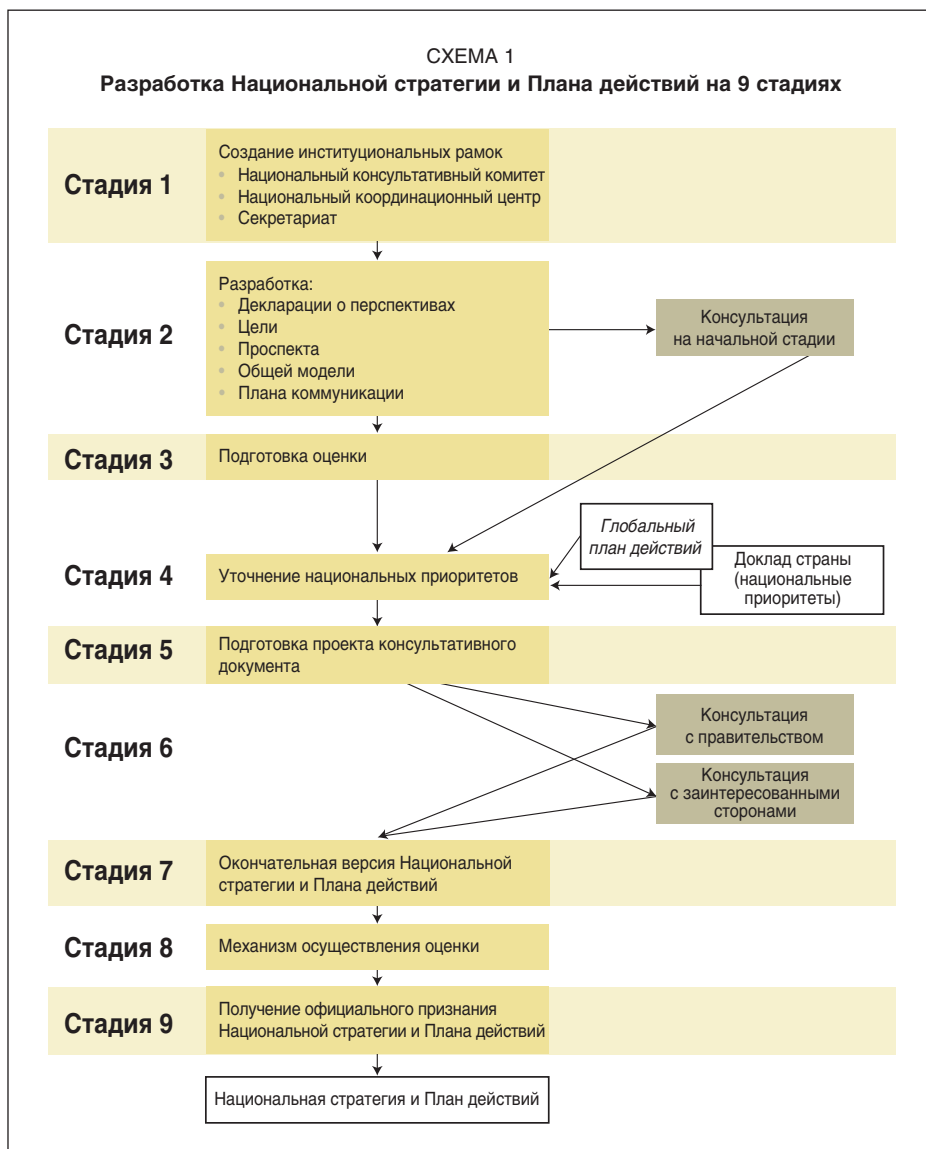 СХЕМА 1
Разработка Национальной стратегии и Плана действий на 9 стадиях
Стадия 1
Создание институциональных рамок
• Национальный консультативный комитет
• Национальный координационный центр
• Секретариат
Стадия 2
Разработка:
• Декларации о перспективах
• Цели
• Проспекта
• Общей модели
• Плана коммуникации
Консультация
на начальной стадии
Стадия 3
Подготовка оценки
Глобальный
план действий
Стадия 4
Уточнение национальных приоритетов
Доклад страны
(национальные
приоритеты)
Стадия 5
Подготовка проекта консультативного
документа
Стадия 6
Консультация
с правительством
Консультация
с заинтересованными
сторонами
Стадия 7
Окончательная версия Национальной
стратегии и Плана действий
Стадия 8
Механизм осуществления оценки
Стадия 9
Получение официального признания
Национальной стратегии и Плана действий
Национальная стратегия и План действий